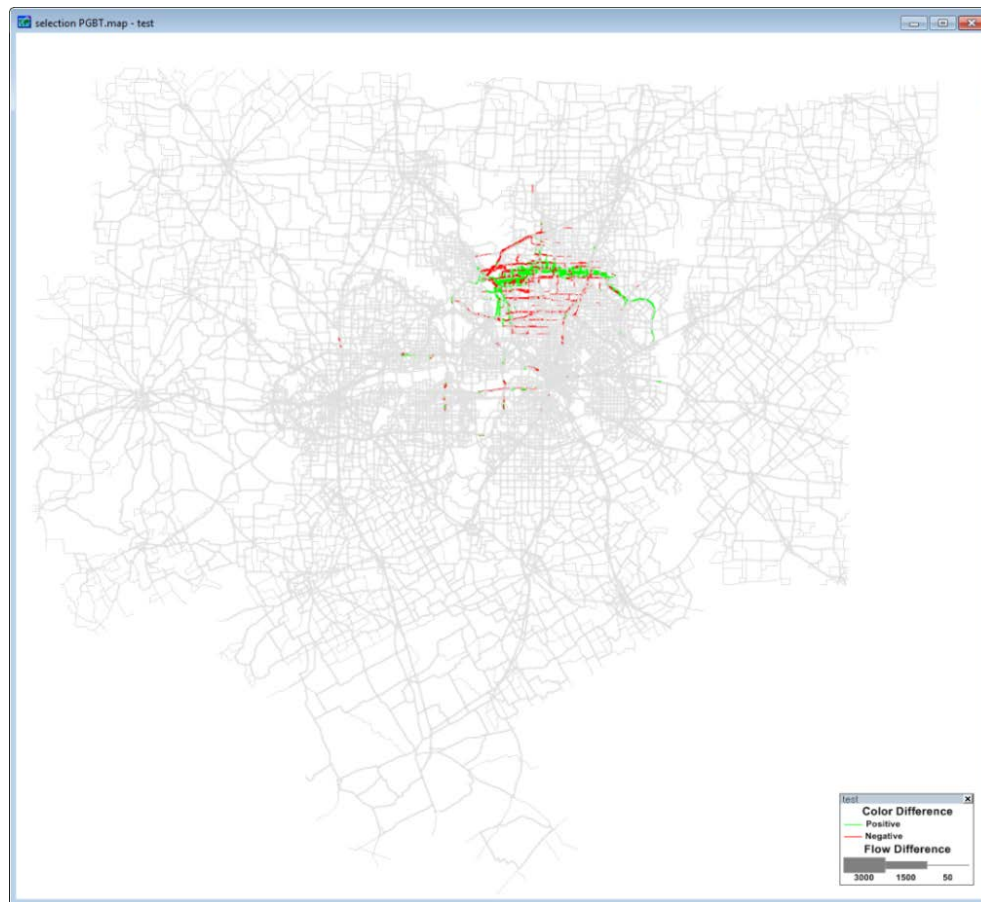 selection PGBT.map - test
test
Color Difference
Positive
Negative
Flow Difference
3000 1500 50